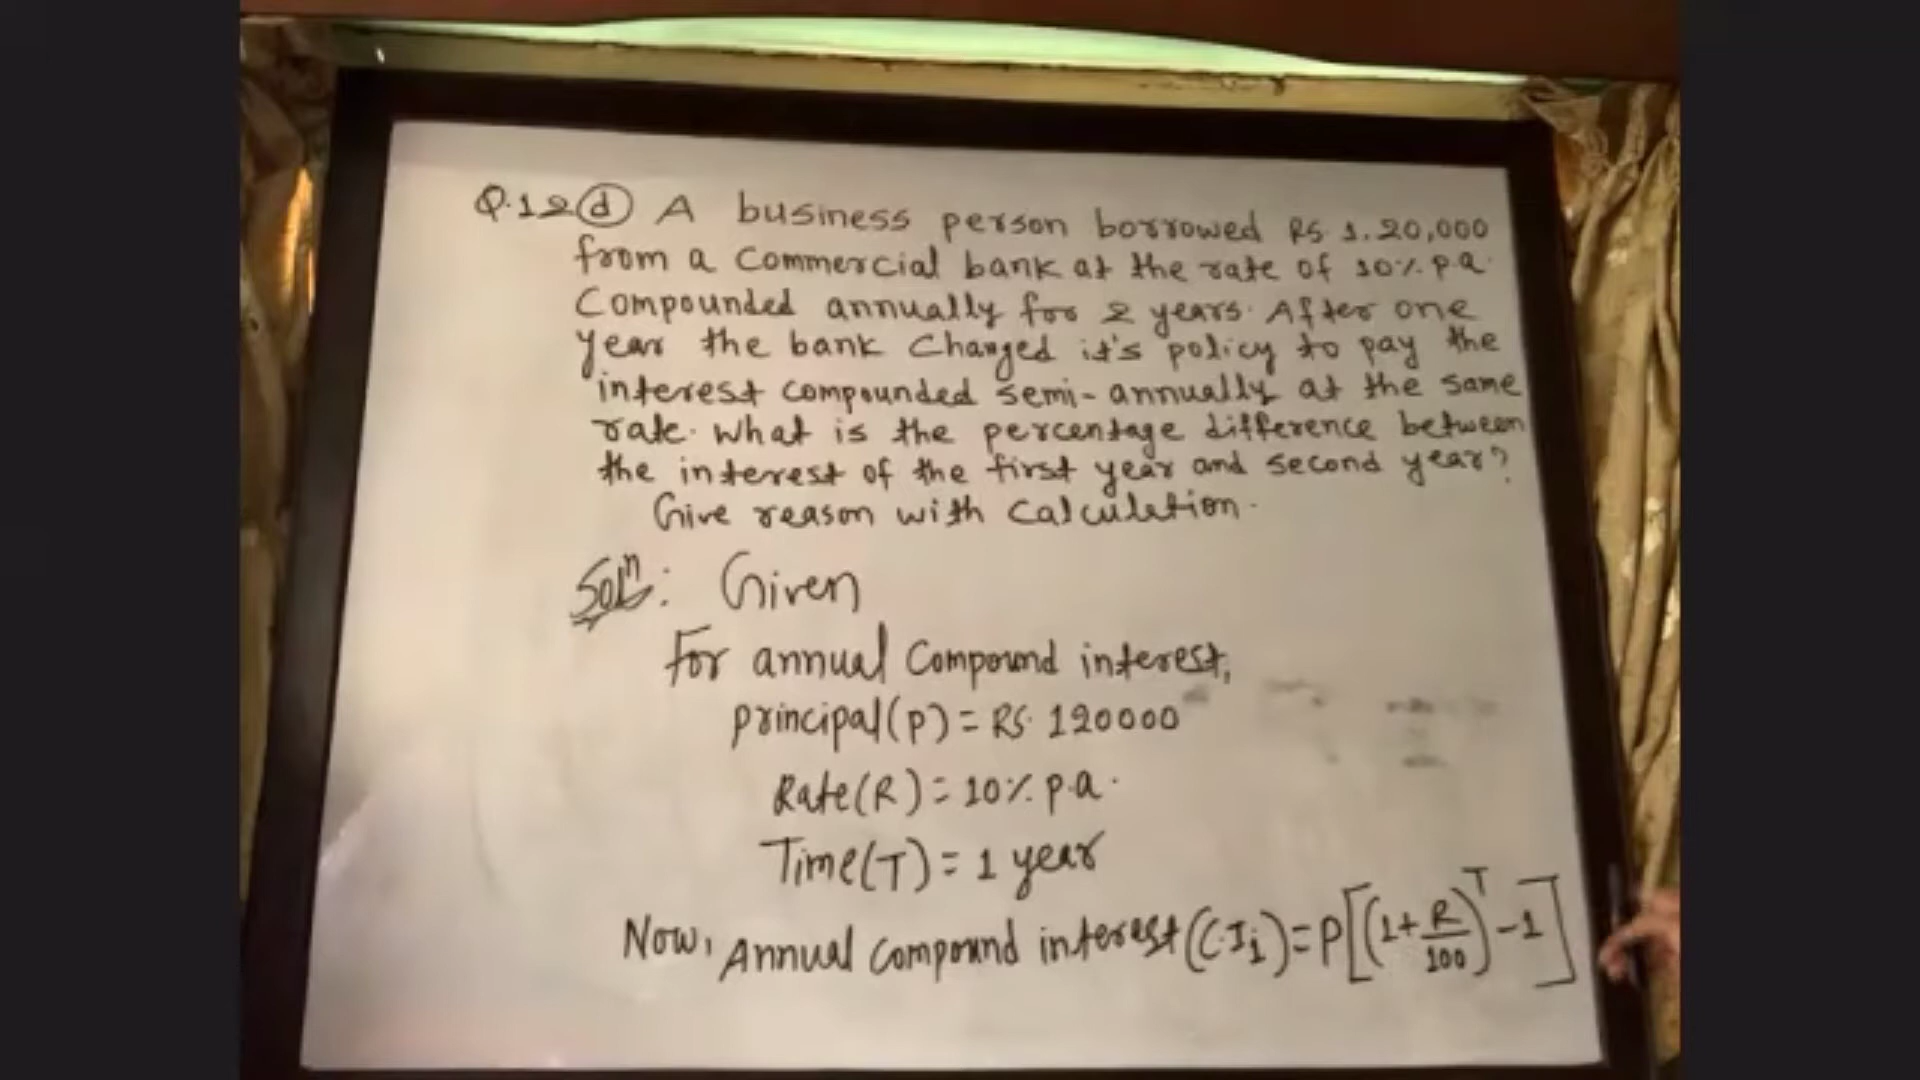 Q.12 (d) A business person borrowed Rs 1,20,000
from a Commercial bank at the rate of 10% p.a.
Compounded annually for 2 years. After one
year the bank Changed it's policy to pay the
interest compounded semi-annually at the same
rate. What is the percentage difference between
the interest of the first year and second year?
Give reason with Calculation.
Solⁿ: Given
For annual Compound interest,
principal(P) = RS. 120000
Rate(R) = 10% p.a.
Time(T) = 1 year
Now, Annual Compound interest (C.I₁) = P[(1+R/100)^T -1]